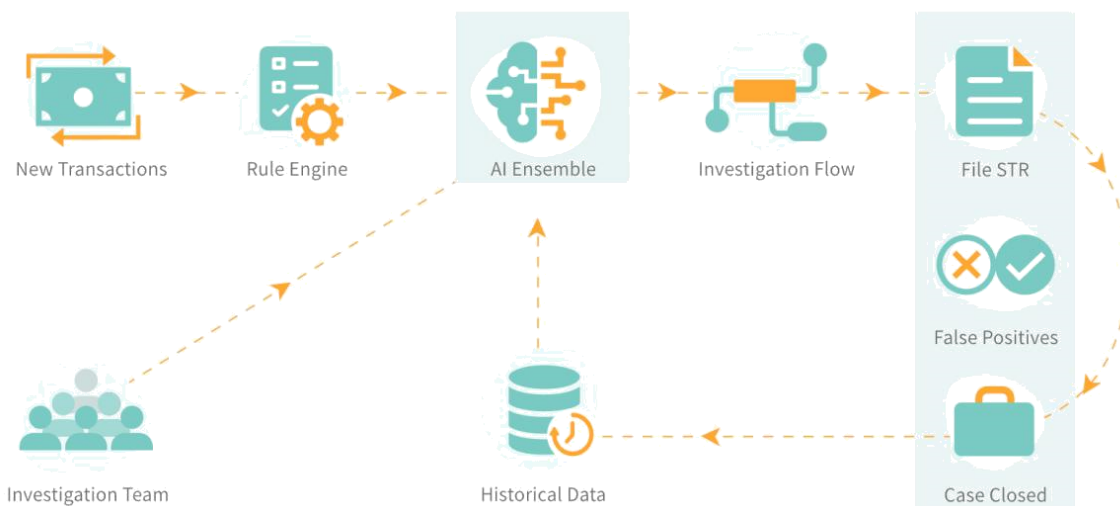 New Transactions
Rule Engine
AI Ensemble
Investigation Flow
File STR
False Positives
Investigation Team
Historical Data
Case Closed